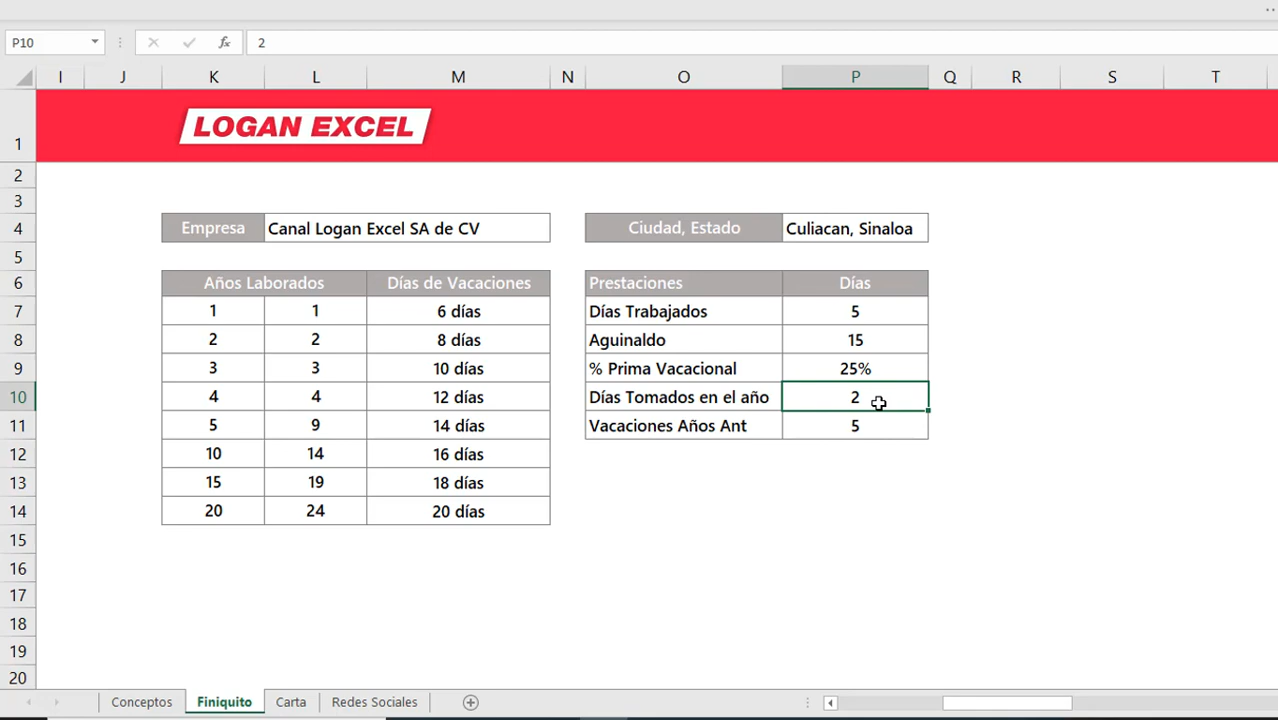 P10 fx 2
I J K L M N O P Q R S T
1 LOGAN EXCEL
2
3
4 Empresa Canal Logan Excel SA de CV Ciudad, Estado Culiacan, Sinaloa
5
6 Años Laborados Días de Vacaciones Prestaciones Días
7 1 1 6 días Días Trabajados 5
8 2 2 8 días Aguinaldo 15
9 3 3 10 días % Prima Vacacional 25%
10 4 4 12 días Días Tomados en el año 2
11 5 9 14 días Vacaciones Años Ant 5
12 10 14 16 días
13 15 19 18 días
14 20 24 20 días
15
16
17
18
19
20
Conceptos Finiquito Carta Redes Sociales